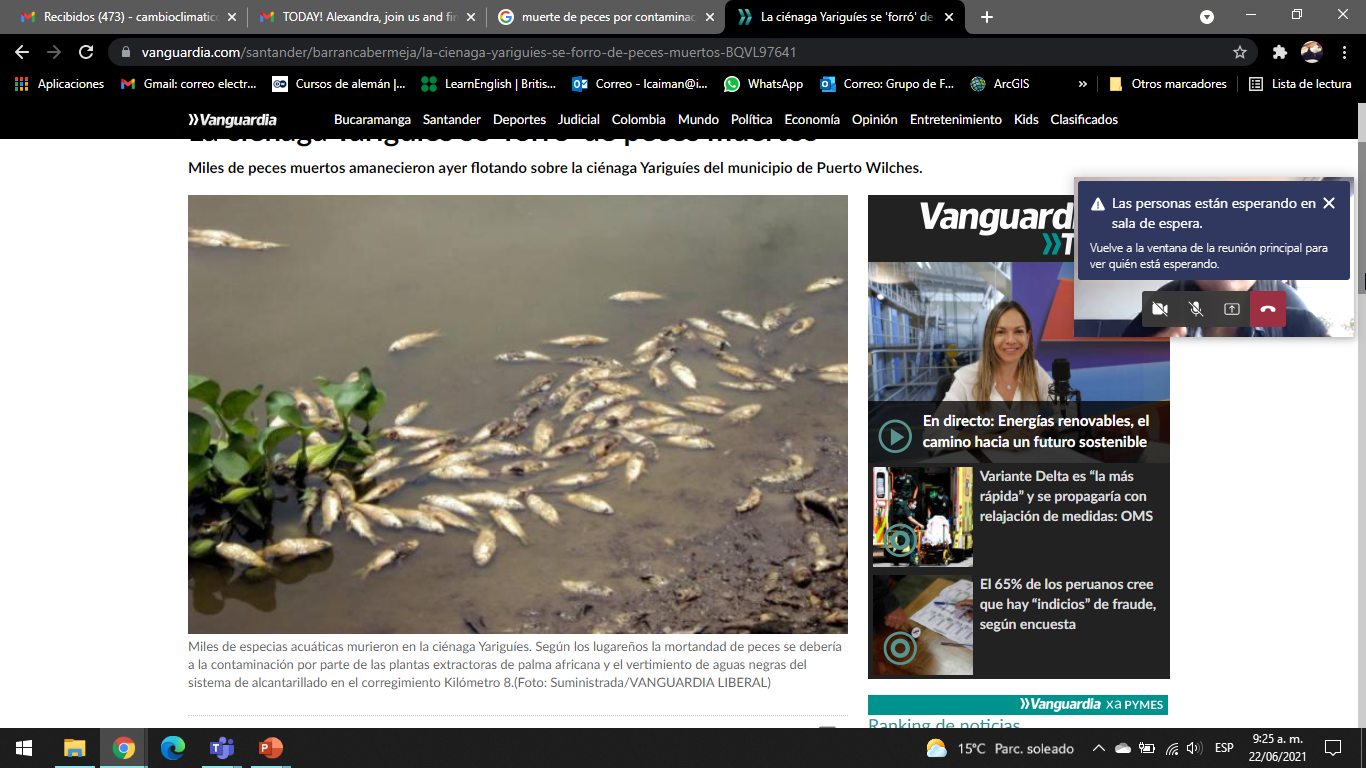 Recibidos (473) - cambioclimatico
TODAY! Alexandra, join us and fin
muerte de peces por contaminac
La ciénaga Yariguíes se 'forró' de
vanguardia.com/santander/barrancabermeja/la-cienaga-yariguies-se-forro-de-peces-muertos-BQVL97641
Aplicaciones
Gmail: correo electr...
Cursos de alemán |...
LearnEnglish | Britis...
Correo - lcaiman@i...
WhatsApp
Correo: Grupo de F...
ArcGIS
»
Otros marcadores
Lista de lectura
Vanguardia
Bucaramanga Santander Deportes Judicial Colombia Mundo Política Economía Opinión Entretenimiento Kids Clasificados
La ciénaga Yariguíes se 'forró' de peces muertos
Miles de peces muertos amanecieron ayer flotando sobre la ciénaga Yariguíes del municipio de Puerto Wilches.
Miles de especias acuáticas murieron en la ciénaga Yariguíes. Según los lugareños la mortandad de peces se debería
a la contaminación por parte de las plantas extractoras de palma africana y el vertimiento de aguas negras del
sistema de alcantarillado en el corregimiento Kilómetro 8.(Foto: Suministrada/VANGUARDIA LIBERAL)
Vanguardi
T
Las personas están esperando en
sala de espera.
Vuelve a la ventana de la reunión principal para
ver quién está esperando.
En directo: Energías renovables, el
camino hacia un futuro sostenible
Variante Delta es “la más
rápida” y se propagaría con
relajación de medidas: OMS
El 65% de los peruanos cree
que hay “indicios” de fraude,
según encuesta
Vanguardia xa PYMES
Ranking de noticias
15°C Parc. soleado
ESP
9:25 a. m.
22/06/2021